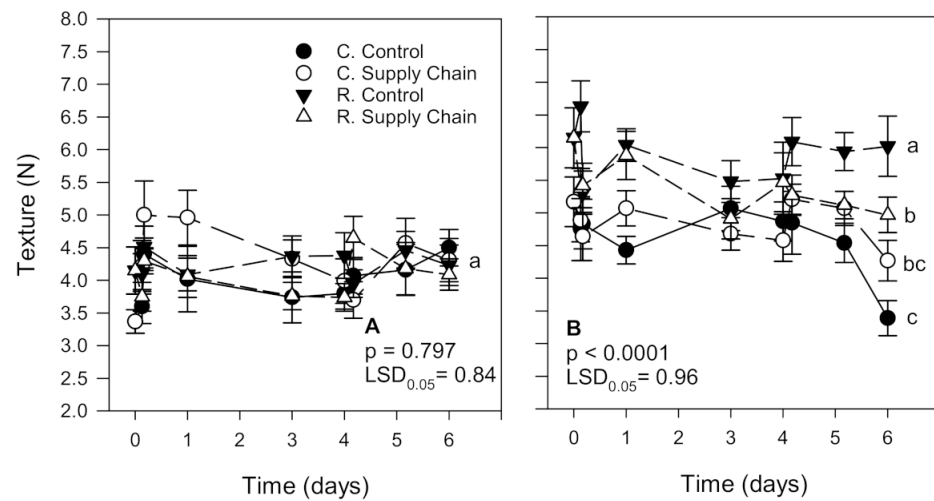 8.0
7.5
7.0
6.5
6.0
5.5
5.0
4.5
4.0
3.5
3.0
2.5
2.0
Texture (N)
C. Control
C. Supply Chain
R. Control
R. Supply Chain
a
A
p = 0.797
LSD0.05= 0.84
0 1 2 3 4 5 6
Time (days)
a
b
bc
c
B
p < 0.0001
LSD0.05= 0.96
0 1 2 3 4 5 6
Time (days)